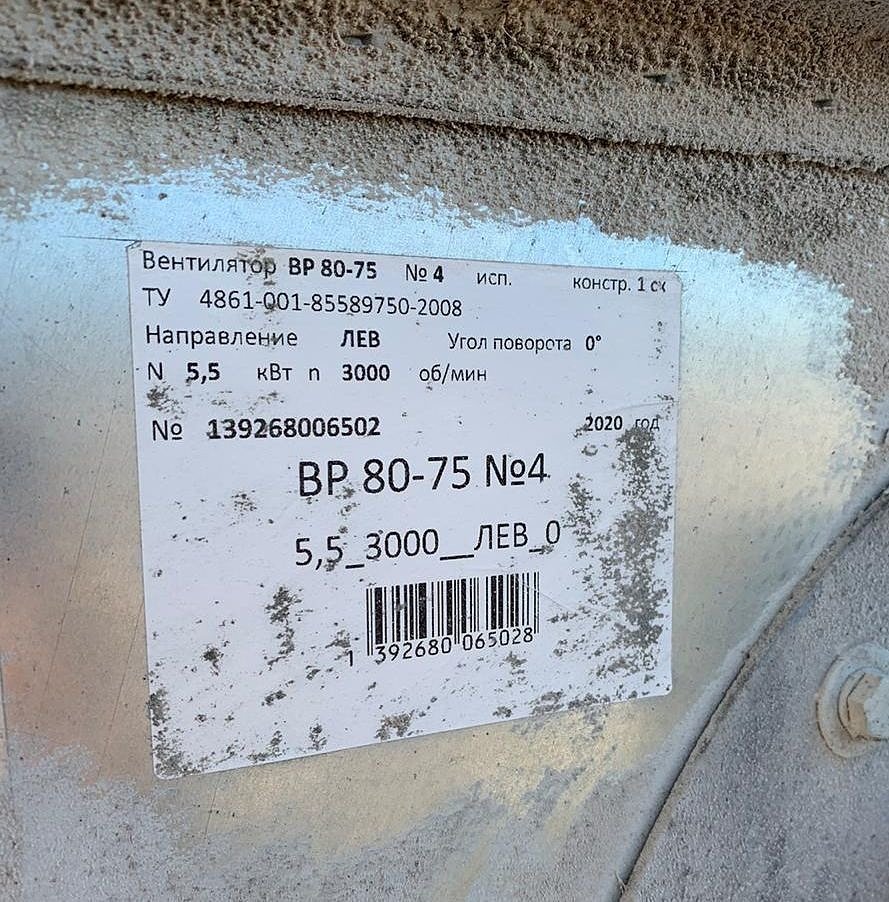 Вентилятор ВР 80-75 № 4 исп. констр. 1 сх
ТУ 4861-001-85589750-2008
Направление ЛЕВ Угол поворота 0°
N 5,5 кВт n 3000 об/мин
№ 139268006502 2020 год
ВР 80-75 №4
5,5_3000__ЛЕВ_0
1 392680 065028